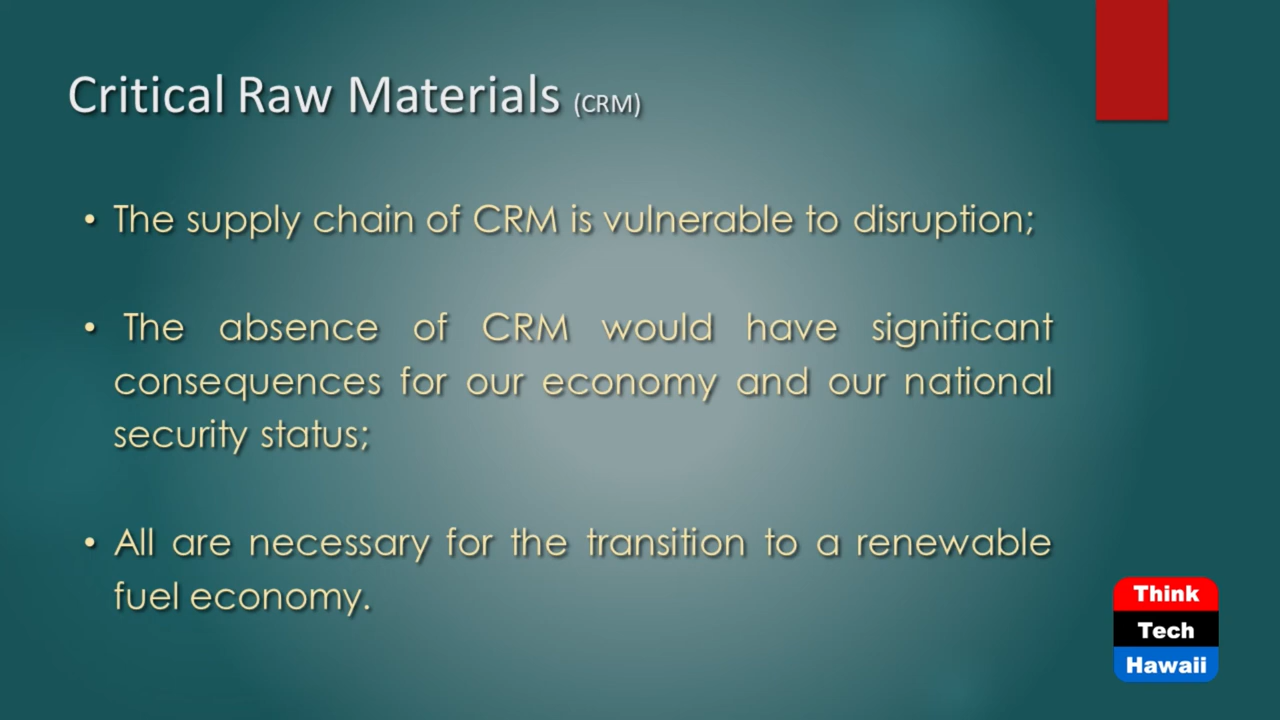 Critical Raw Materials (CRM)
• The supply chain of CRM is vulnerable to disruption;
• The absence of CRM would have significant
consequences for our economy and our national
security status;
• All are necessary for the transition to a renewable
fuel economy.
Think
Tech
Hawaii